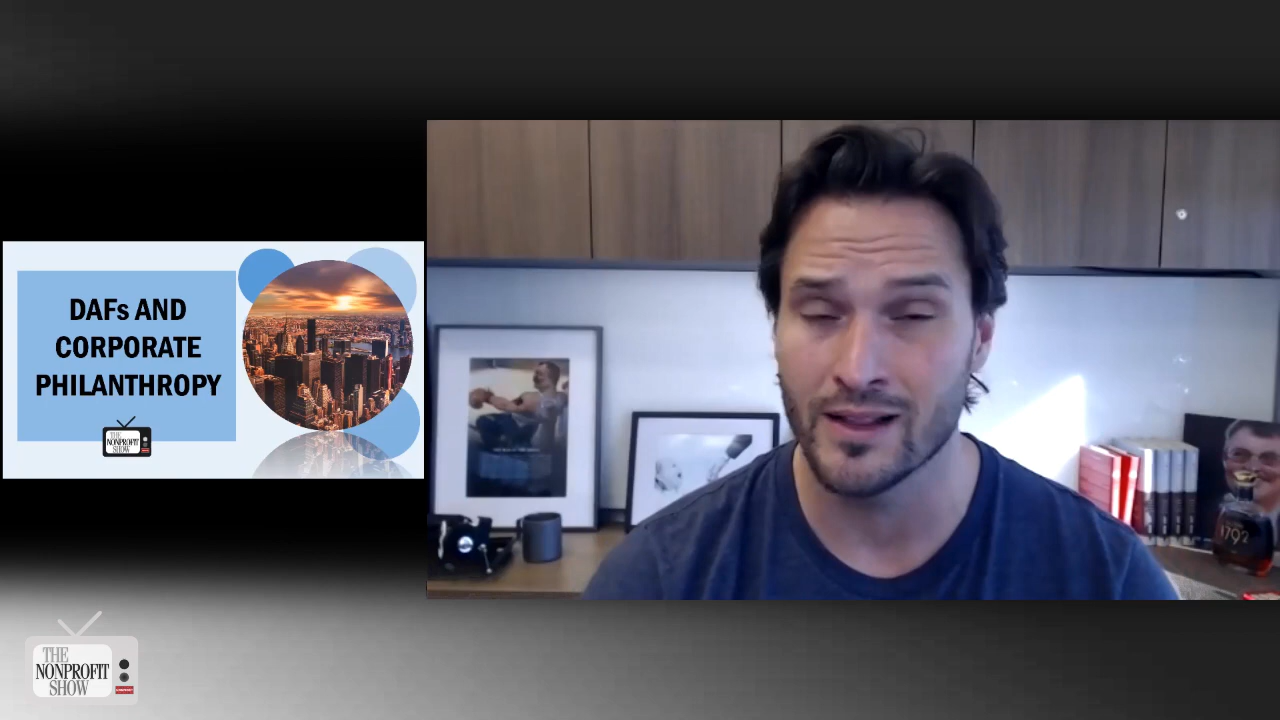 DAFs AND
CORPORATE
PHILANTHROPY
THE
NONPROFIT
SHOW
1792
THE
NONPROFIT
SHOW